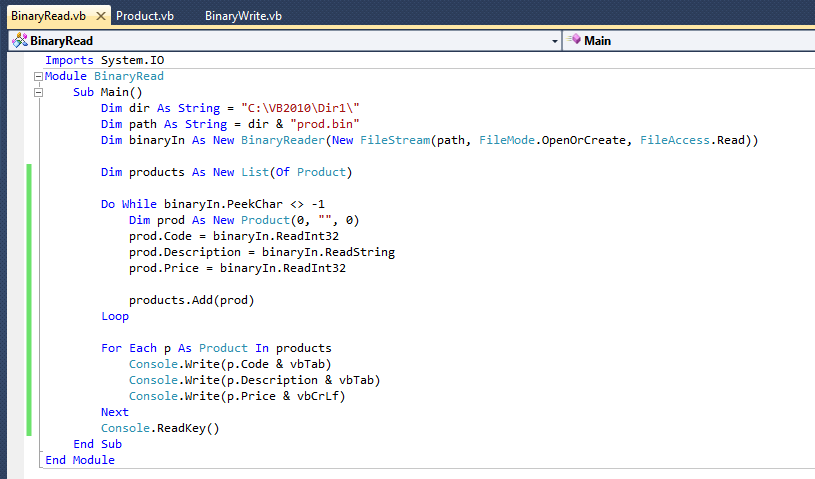 BinaryRead.vb Product.vb BinaryWrite.vb
BinaryRead Main
Imports System.IO
Module BinaryRead
    Sub Main()
        Dim dir As String = "C:\VB2010\Dir1\"
        Dim path As String = dir & "prod.bin"
        Dim binaryIn As New BinaryReader(New FileStream(path, FileMode.OpenOrCreate, FileAccess.Read))
        Dim products As New List(Of Product)
        Do While binaryIn.PeekChar <> -1
            Dim prod As New Product(0, "", 0)
            prod.Code = binaryIn.ReadInt32
            prod.Description = binaryIn.ReadString
            prod.Price = binaryIn.ReadInt32
            products.Add(prod)
        Loop
        For Each p As Product In products
            Console.Write(p.Code & vbTab)
            Console.Write(p.Description & vbTab)
            Console.Write(p.Price & vbCrLf)
        Next
        Console.ReadKey()
    End Sub
End Module